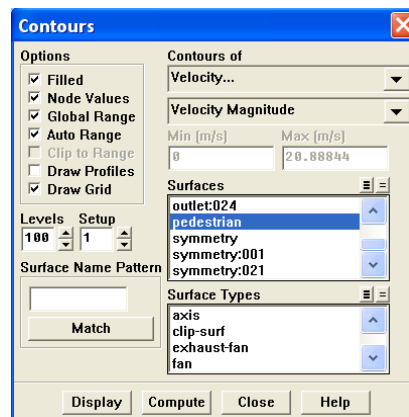 Contours
Options
Filled
Node Values
Global Range
Auto Range
Clip to Range
Draw Profiles
Draw Grid
Levels Setup
100 1
Surface Name Pattern
Match
Contours of
Velocity...
Velocity Magnitude
Min (m/s) Max (m/s)
0 20.88844
Surfaces
outlet:024
pedestrian
symmetry
symmetry:001
symmetry:021
Surface Types
axis
clip-surf
exhaust-fan
fan
Display Compute Close Help